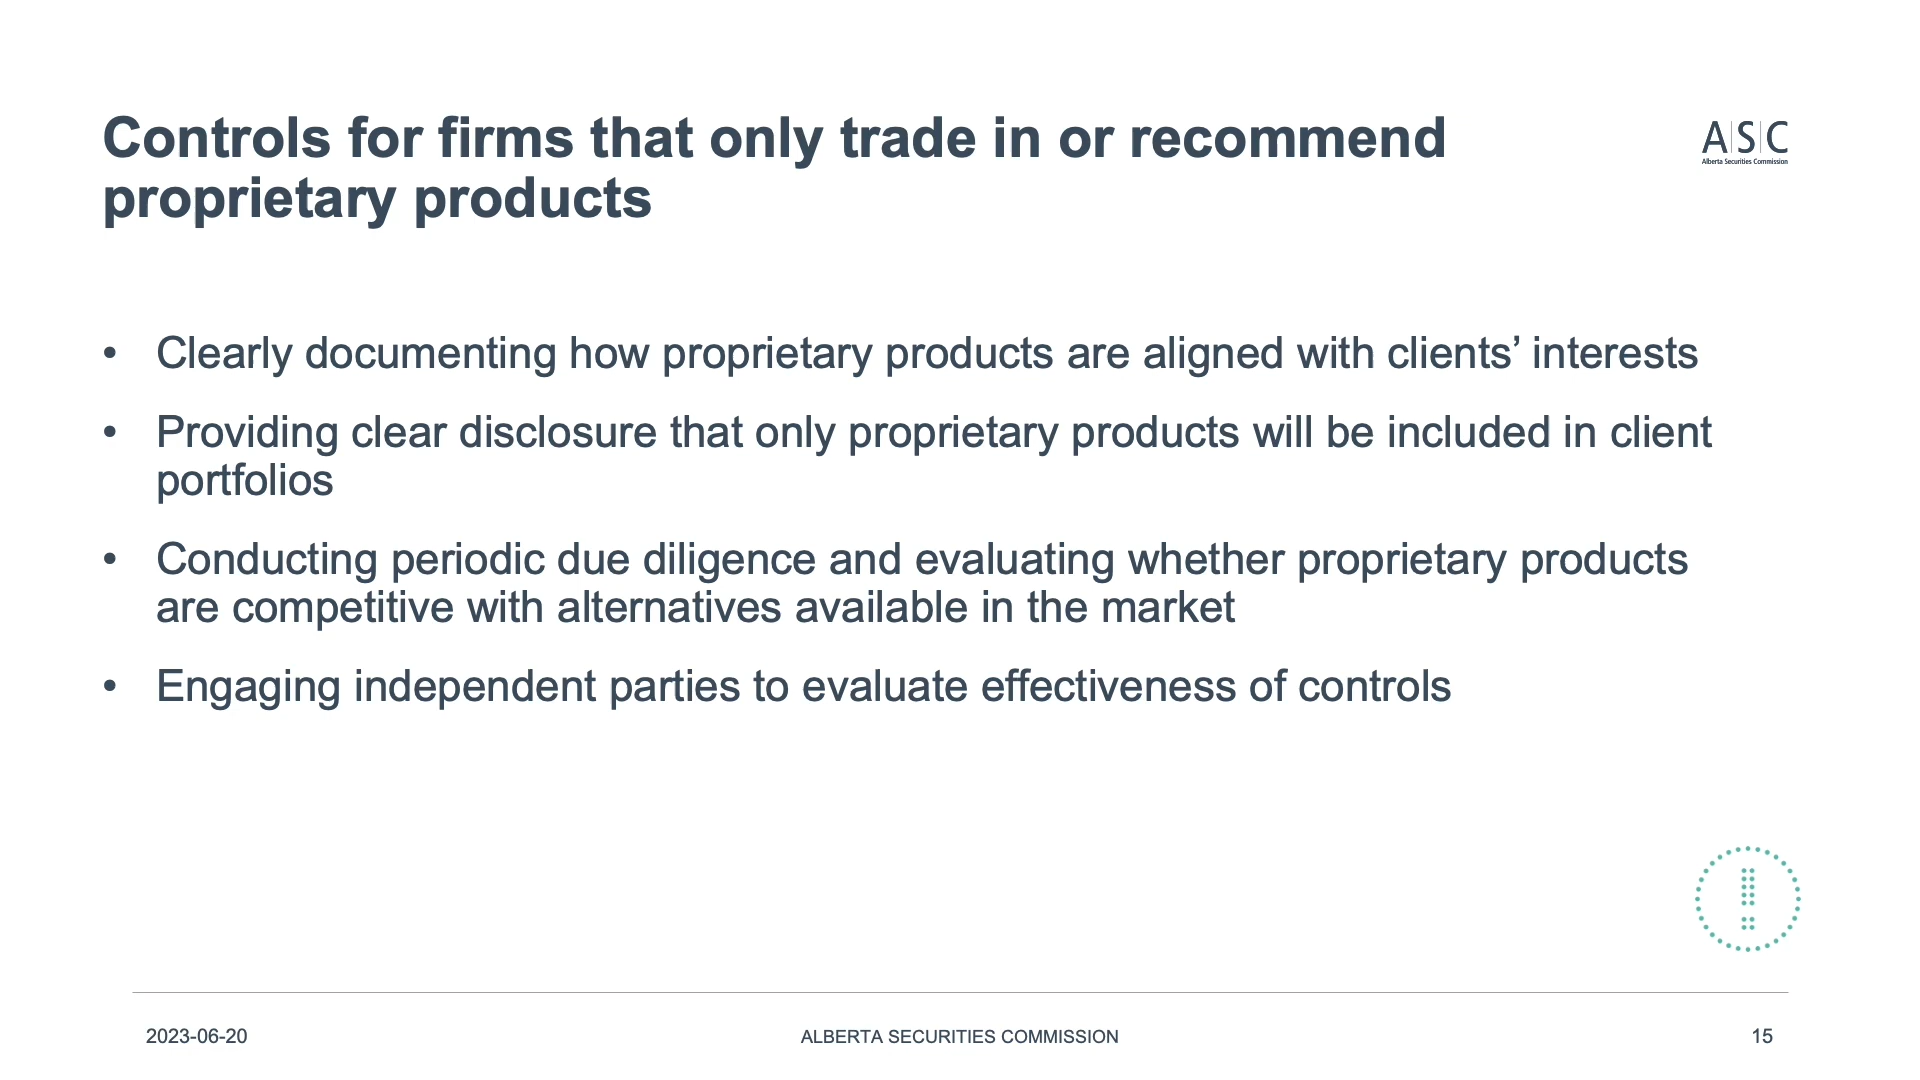 Controls for firms that only trade in or recommend
proprietary products
A|S|C
Alberta Securities Commission
• Clearly documenting how proprietary products are aligned with clients’ interests
• Providing clear disclosure that only proprietary products will be included in client
portfolios
• Conducting periodic due diligence and evaluating whether proprietary products
are competitive with alternatives available in the market
• Engaging independent parties to evaluate effectiveness of controls
!
2023-06-20
ALBERTA SECURITIES COMMISSION
15